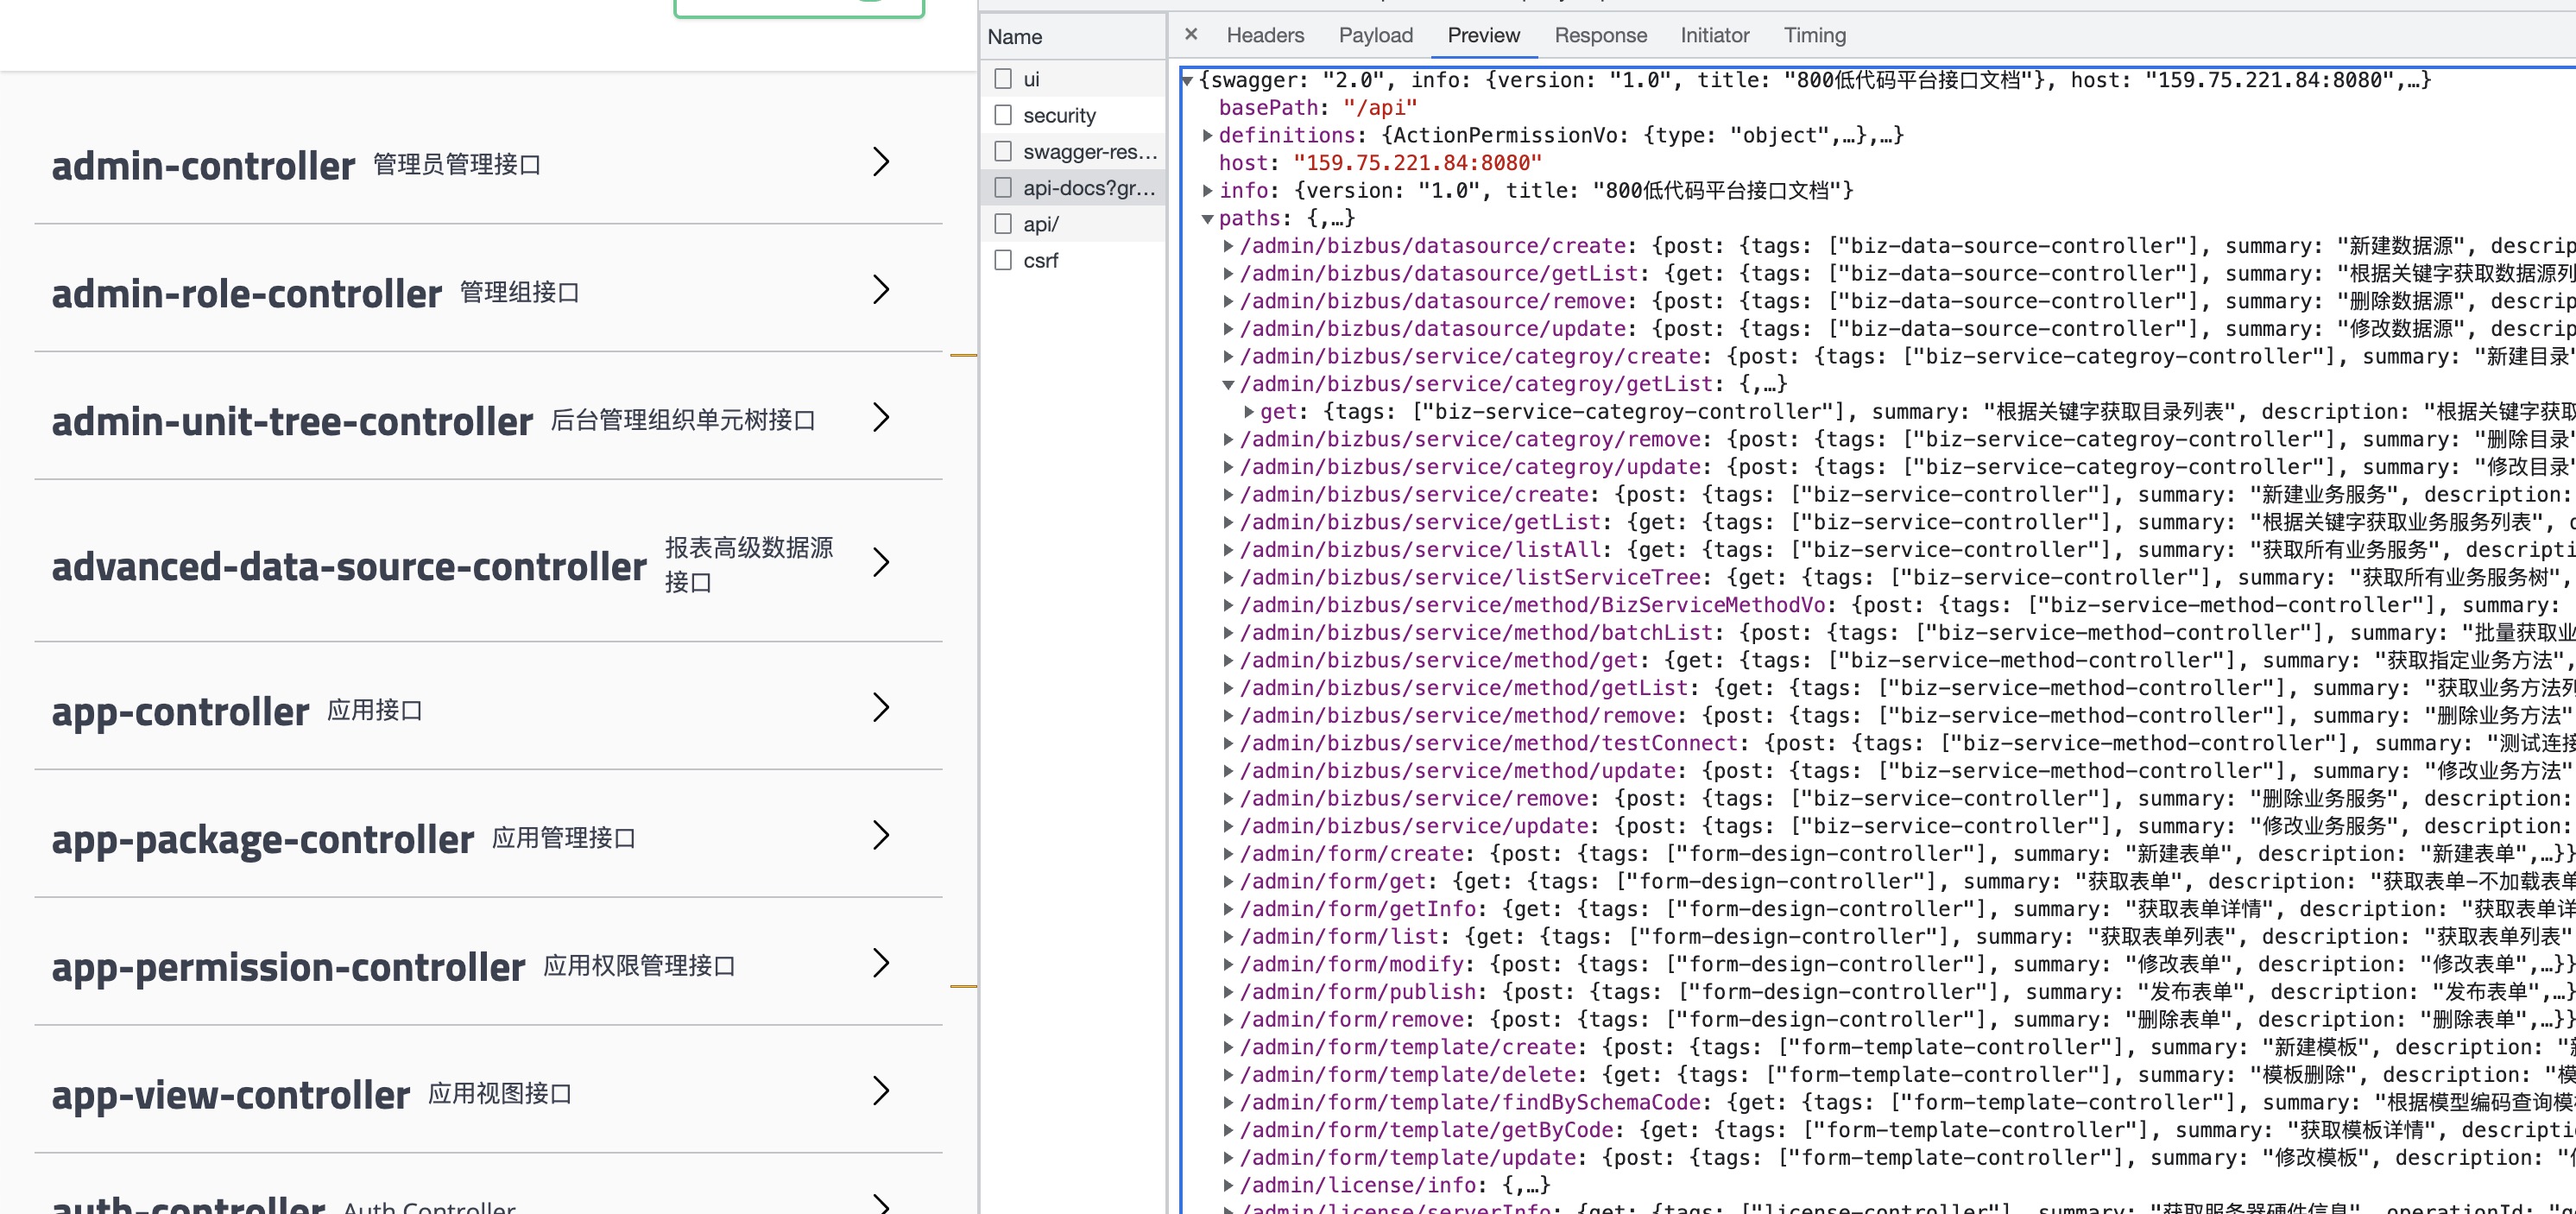 admin-controller 管理员管理接口
admin-role-controller 管理组接口
admin-unit-tree-controller 后台管理组织单元树接口
advanced-data-source-controller 报表高级数据源
接口
app-controller 应用接口
app-package-controller 应用管理接口
app-permission-controller 应用权限管理接口
app-view-controller 应用视图接口
auth-controller Auth Controller
Name
ui
security
swagger-res…
api-docs?gr…
api/
csrf
× Headers Payload Preview Response Initiator Timing
{swagger: "2.0", info: {version: "1.0", title: "800低代码平台接口文档"}, host: "159.75.221.84:8080",…}
basePath: "/api"
definitions: {ActionPermissionVo: {type: "object",…},…}
host: "159.75.221.84:8080"
info: {version: "1.0", title: "800低代码平台接口文档"}
paths: {,…}
/admin/bizbus/datasource/create: {post: {tags: ["biz-data-source-controller"], summary: "新建数据源", descrip
/admin/bizbus/datasource/getList: {get: {tags: ["biz-data-source-controller"], summary: "根据关键字获取数据源列
/admin/bizbus/datasource/remove: {post: {tags: ["biz-data-source-controller"], summary: "删除数据源", descrip
/admin/bizbus/datasource/update: {post: {tags: ["biz-data-source-controller"], summary: "修改数据源", descrip
/admin/bizbus/service/categroy/create: {post: {tags: ["biz-service-categroy-controller"], summary: "新建目录"
/admin/bizbus/service/categroy/getList: {,…}
get: {tags: ["biz-service-categroy-controller"], summary: "根据关键字获取目录列表", description: "根据关键字获取
/admin/bizbus/service/categroy/remove: {post: {tags: ["biz-service-categroy-controller"], summary: "删除目录"
/admin/bizbus/service/categroy/update: {post: {tags: ["biz-service-categroy-controller"], summary: "修改目录"
/admin/bizbus/service/create: {post: {tags: ["biz-service-controller"], summary: "新建业务服务", description:
/admin/bizbus/service/getList: {get: {tags: ["biz-service-controller"], summary: "根据关键字获取业务服务列表",
/admin/bizbus/service/listAll: {get: {tags: ["biz-service-controller"], summary: "获取所有业务服务", descripti
/admin/bizbus/service/listServiceTree: {get: {tags: ["biz-service-controller"], summary: "获取所有业务服务树",
/admin/bizbus/service/method/BizServiceMethodVo: {post: {tags: ["biz-service-method-controller"], summary:
/admin/bizbus/service/method/batchList: {post: {tags: ["biz-service-method-controller"], summary: "批量获取业
/admin/bizbus/service/method/get: {get: {tags: ["biz-service-method-controller"], summary: "获取指定业务方法",
/admin/bizbus/service/method/getList: {get: {tags: ["biz-service-method-controller"], summary: "获取业务方法列
/admin/bizbus/service/method/remove: {post: {tags: ["biz-service-method-controller"], summary: "删除业务方法"
/admin/bizbus/service/method/testConnect: {post: {tags: ["biz-service-method-controller"], summary: "测试连接
/admin/bizbus/service/method/update: {post: {tags: ["biz-service-method-controller"], summary: "修改业务方法"
/admin/bizbus/service/remove: {post: {tags: ["biz-service-controller"], summary: "删除业务服务", description:
/admin/bizbus/service/update: {post: {tags: ["biz-service-controller"], summary: "修改业务服务", description:
/admin/form/create: {post: {tags: ["form-design-controller"], summary: "新建表单", description: "新建表单",…}}
/admin/form/get: {get: {tags: ["form-design-controller"], summary: "获取表单", description: "获取表单-不加载表单
/admin/form/getInfo: {get: {tags: ["form-design-controller"], summary: "获取表单详情", description: "获取表单详
/admin/form/list: {get: {tags: ["form-design-controller"], summary: "获取表单列表", description: "获取表单列表"
/admin/form/modify: {post: {tags: ["form-design-controller"], summary: "修改表单", description: "修改表单",…}}
/admin/form/publish: {post: {tags: ["form-design-controller"], summary: "发布表单", description: "发布表单",…}
/admin/form/remove: {post: {tags: ["form-design-controller"], summary: "删除表单", description: "删除表单",…}}
/admin/form/template/create: {post: {tags: ["form-template-controller"], summary: "新建模板", description: "
/admin/form/template/delete: {get: {tags: ["form-template-controller"], summary: "模板删除", description: "模
/admin/form/template/findBySchemaCode: {get: {tags: ["form-template-controller"], summary: "根据模型编码查询模
/admin/form/template/getByCode: {get: {tags: ["form-template-controller"], summary: "获取模板详情", descripti
/admin/form/template/update: {post: {tags: ["form-template-controller"], summary: "修改模板", description: "
/admin/license/info: {,…}
/admin/license/serverInfo: {get: {tags: ["license-controller"], summary: "获取服务器硬件信息", operationId: "g